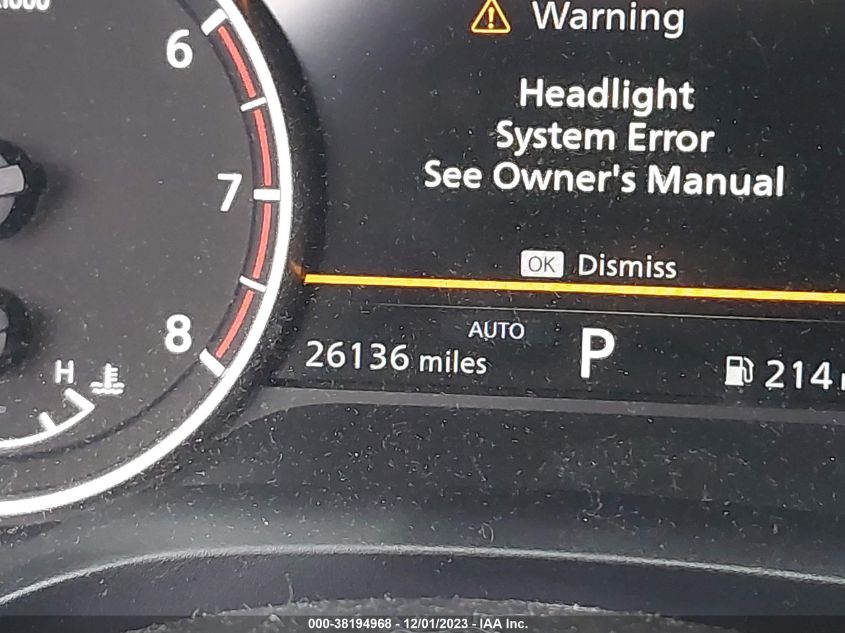 x1000
6
7
8
H
Warning
Headlight
System Error
See Owner's Manual
OK Dismiss
AUTO
26136 miles
P
214
000-38194968 - 12/01/2023 - IAA Inc.